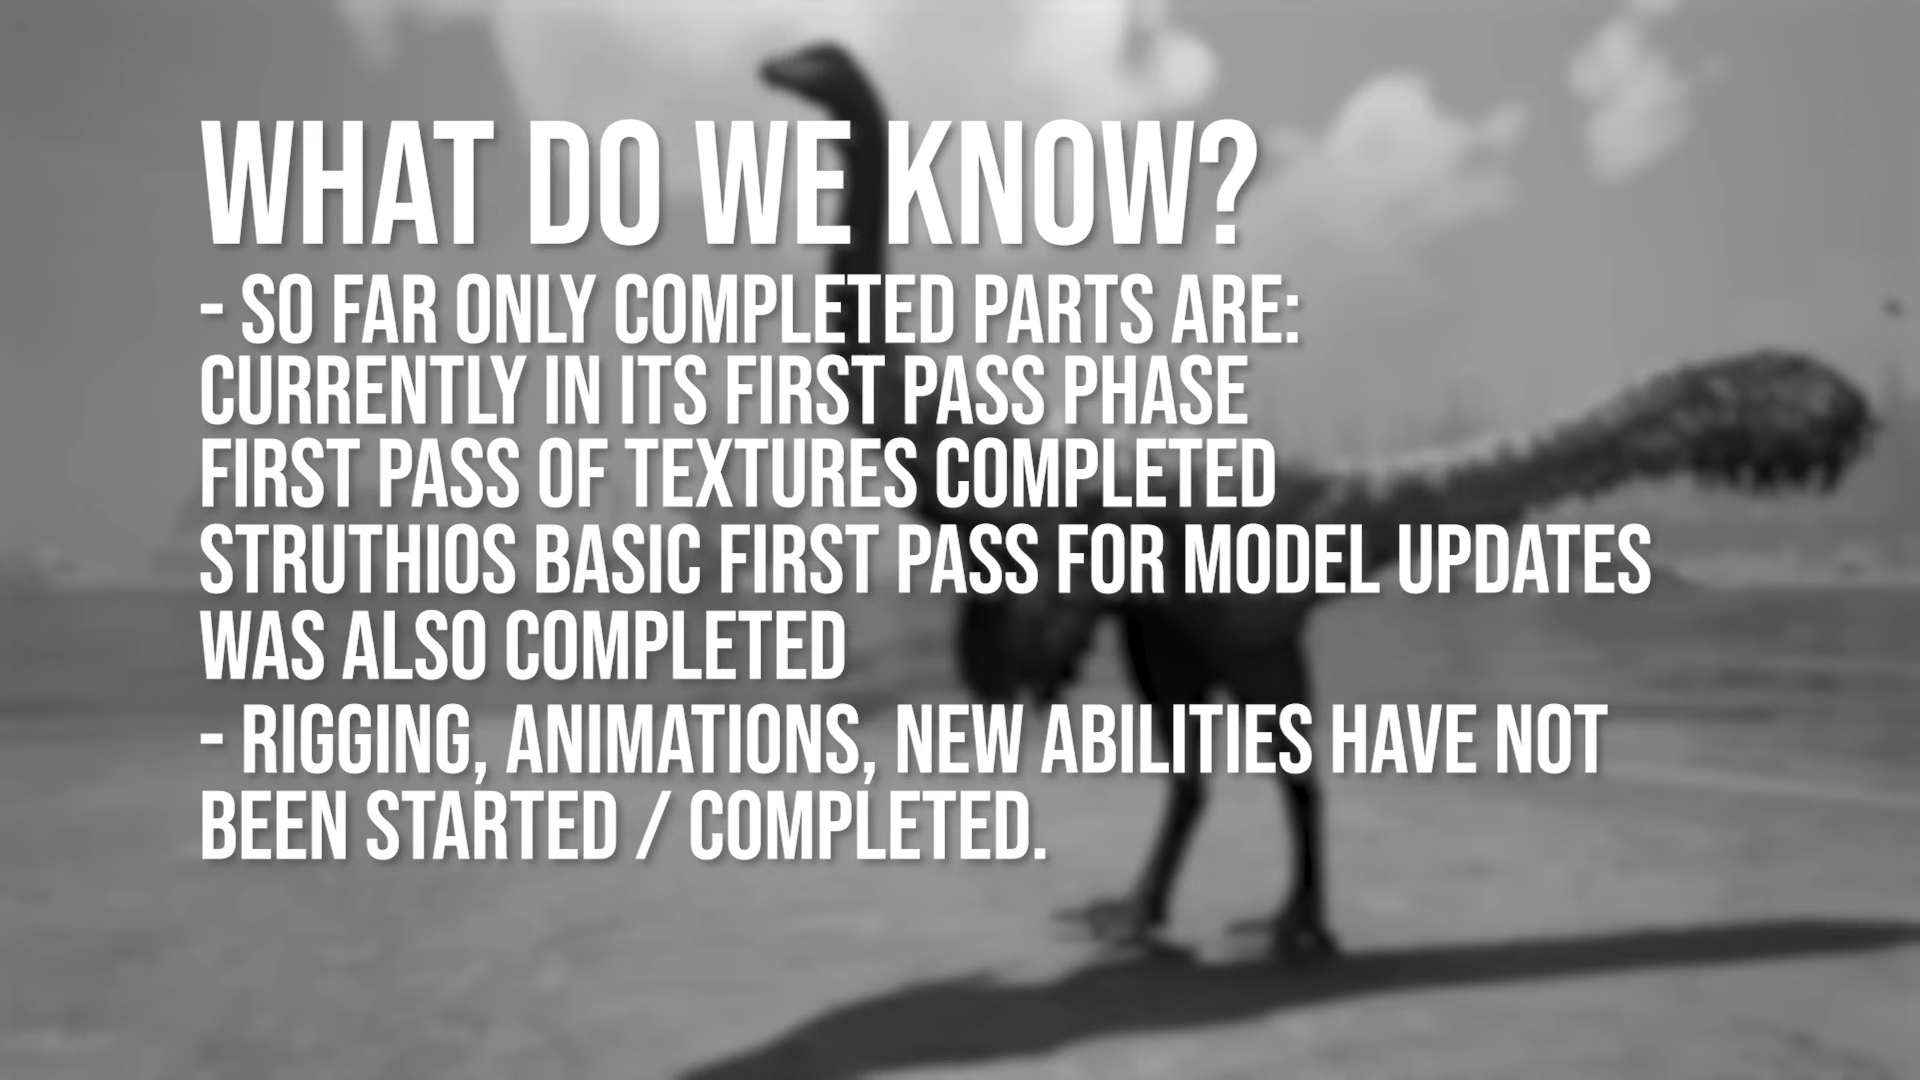 WHAT DO WE KNOW?
- SO FAR ONLY COMPLETED PARTS ARE:
CURRENTLY IN ITS FIRST PASS PHASE
FIRST PASS OF TEXTURES COMPLETED
STRUTHIOS BASIC FIRST PASS FOR MODEL UPDATES
WAS ALSO COMPLETED
- RIGGING, ANIMATIONS, NEW ABILITIES HAVE NOT
BEEN STARTED / COMPLETED.